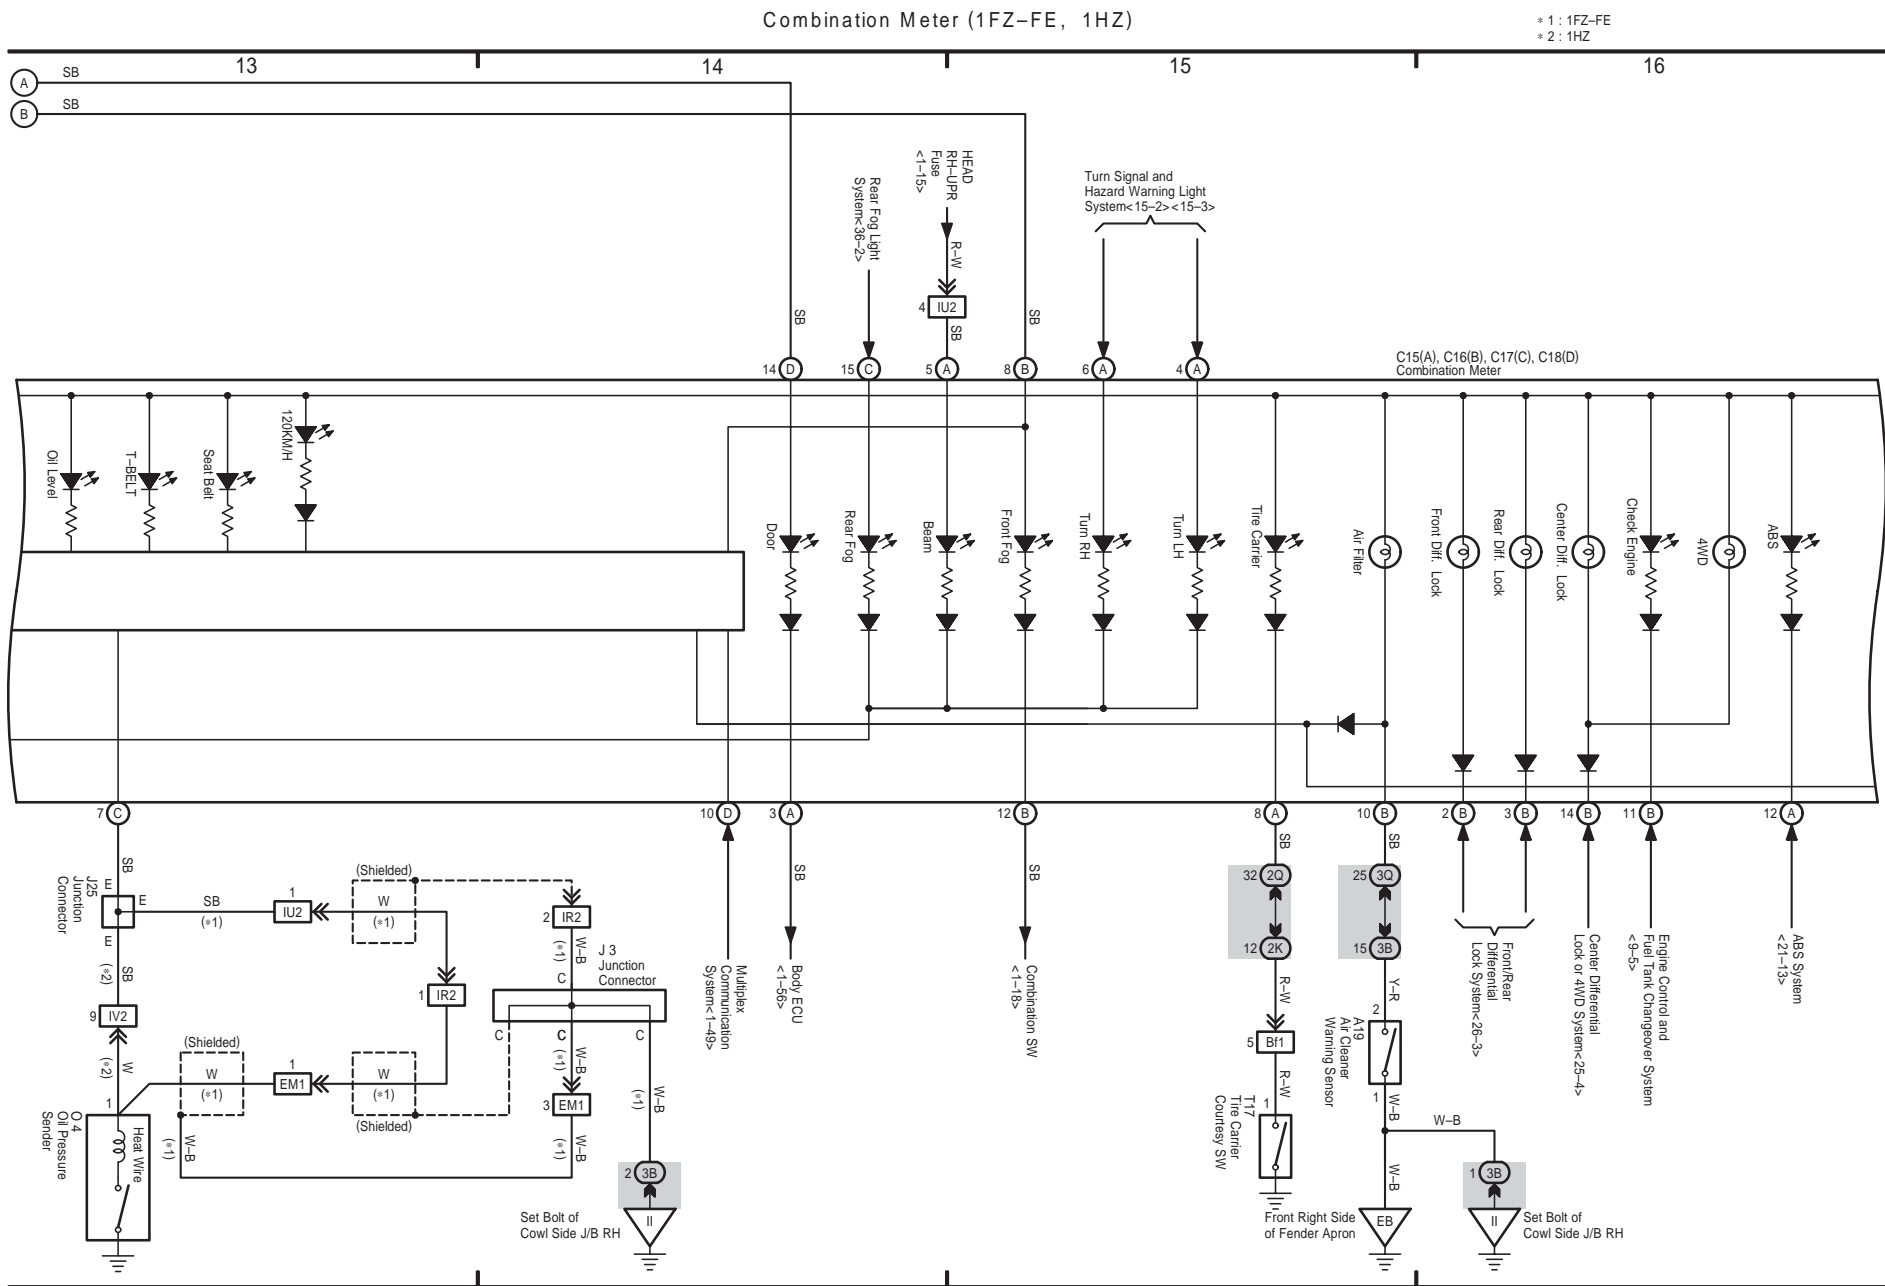 Combination Meter (1FZ–FE, 1HZ)
* 1 : 1FZ–FE
* 2 : 1HZ
13
14
15
16
A
SB
B
SB
HEAD
RH–UPR
Fuse
<1–15>
Rear Fog Light
System<36–2>
R–W
4
IU2
SB
SB
SB
Turn Signal and
Hazard Warning Light
System<15–2><15–3>
C15(A), C16(B), C17(C), C18(D)
Combination Meter
14 D
15 C
5 A
8 B
6 A
4 A
Oil Level
T–BELT
Seat Belt
120KM/H
Door
Rear Fog
Beam
Front Fog
Turn RH
Turn LH
Tire Carrier
Air Filter
Front Diff. Lock
Rear Diff. Lock
Center Diff. Lock
Check Engine
4WD
ABS
7 C
10 D
3 A
12 B
8 A
10 B
2 B
3 B
14 B
11 B
12 A
SB
E
J25
Junction
Connector
E
E
SB
(*1)
1
IU2
(Shielded)
W
(*1)
2
IR2
W–B
(*1)
J 3
Junction
Connector
C
C
C
C
SB
(*2)
9
IV2
W
(*2)
1
IR2
(Shielded)
W
(*1)
1
EM1
W
(*1)
(Shielded)
W–B
(*1)
3
EM1
W–B
(*1)
W–B
(*1)
W–B
(*1)
1
O 4
Oil Pressure
Sender
Heat Wire
2
3B
II
Set Bolt of
Cowl Side J/B RH
Multiplex
Communication
System<1–49>
SB
Body ECU
<1–56>
SB
Combination SW
<1–18>
SB
32
2Q
12
2K
R–W
5
Bf1
R–W
1
T17
Tire Carrier
Courtesy SW
SB
25
3Q
15
3B
Y–R
2
A19
Air Cleaner
Warning Sensor
1
W–B
W–B
W–B
Front Right Side
of Fender Apron
EB
1
3B
II
Set Bolt of
Cowl Side J/B RH
Front/Rear
Differential
Lock System<26–3>
Center Differential
Lock or 4WD System<25–4>
Engine Control and
Fuel Tank Changeover System
<9–5>
ABS System
<21–13>